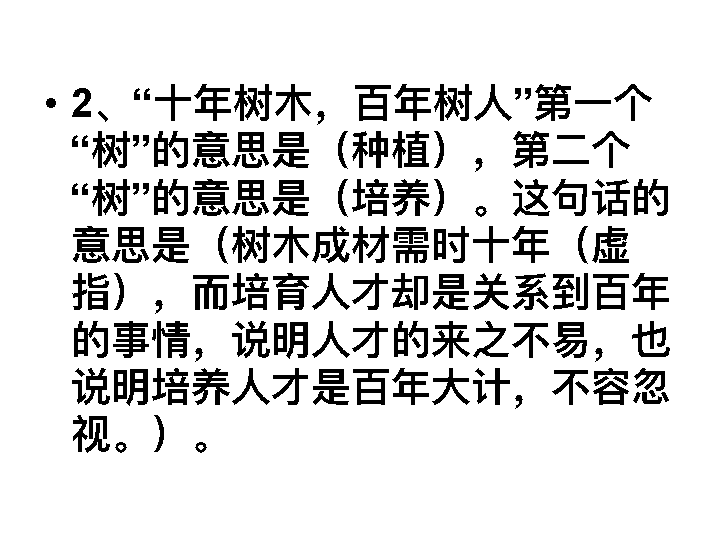 • 2、“十年树木，百年树人”第一个
“树”的意思是（种植），第二个
“树”的意思是（培养）。这句话的
意思是（树木成材需时十年（虚
指），而培育人才却是关系到百年
的事情，说明人才的来之不易，也
说明培养人才是百年大计，不容忽
视。）。